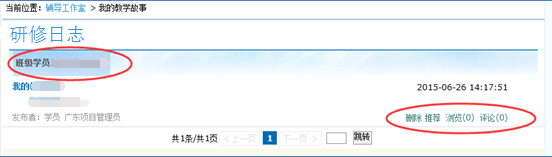 当前位置：辅导工作室 > 我的教学故事
研修日志
班级学员
我的 2015-06-26 14:17:51
发布者：学员 广东项目管理员 删除 推荐 浏览(0) 评论(0)
共1条/共1页 <上一页 1 下一页> 跳转